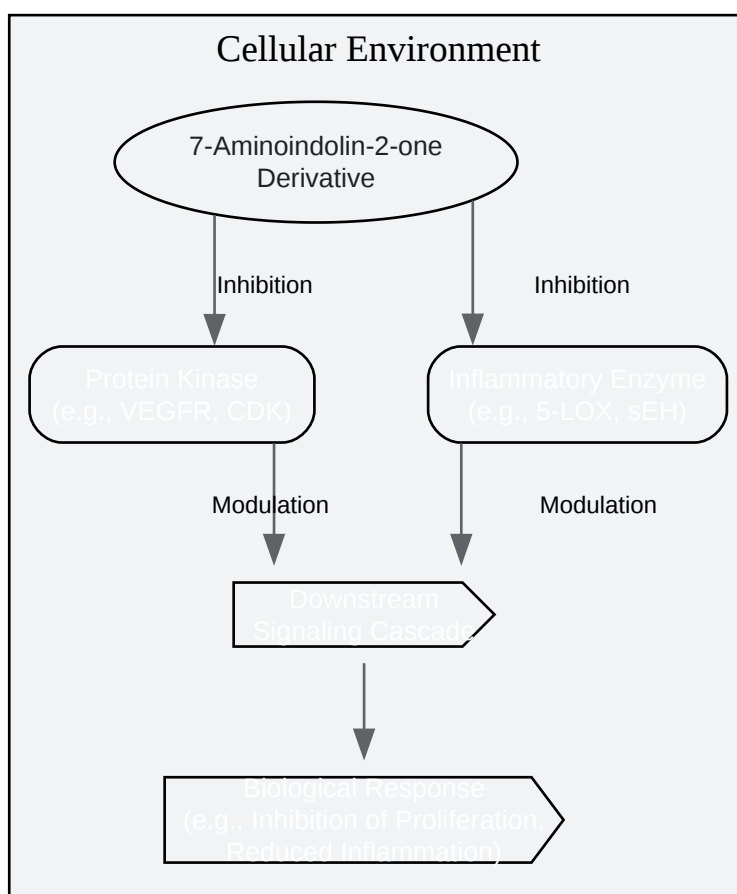 Cellular Environment
7-Aminoindolin-2-one
Derivative
Inhibition
Inhibition
Protein Kinase
(e.g., VEGFR, CDK)
Inflammatory Enzyme
(e.g., 5-LOX, sEH)
Modulation
Modulation
Downstream
Signaling Cascade
Biological Response
(e.g., Inhibition of Proliferation,
Reduced Inflammation)